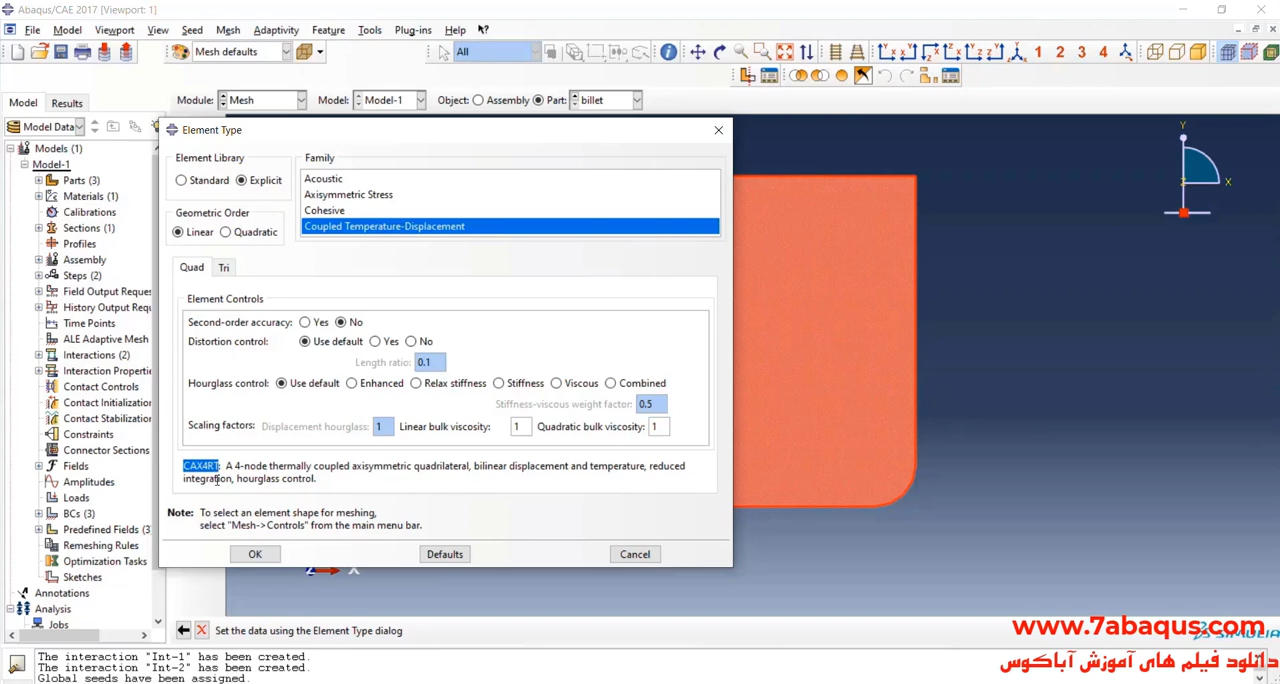 Abaqus/CAE 2017 [Viewport: 1]
File Model Viewport View Seed Mesh Adaptivity Feature Tools Plug-ins Help
Mesh defaults All 1 2 3 4
Model Results Module: Mesh Model: Model-1 Object: Assembly Part: billet
Model Data
Models (1)
Model-1
Parts (3)
Materials (1)
Calibrations
Sections (1)
Profiles
Assembly
Steps (2)
Field Output Reque
History Output Requ
Time Points
ALE Adaptive Mesh
Interactions (2)
Interaction Propertie
Contact Controls
Contact Initialization
Contact Stabilization
Constraints
Connector Sections
Fields
Amplitudes
Loads
BCs (3)
Predefined Fields (3)
Remeshing Rules
Optimization Tasks
Sketches
Annotations
Analysis
Jobs
Element Type
Element Library
Standard Explicit
Geometric Order
Linear Quadratic
Family
Acoustic
Axisymmetric Stress
Cohesive
Coupled Temperature-Displacement
Quad Tri
Element Controls
Second-order accuracy: Yes No
Distortion control: Use default Yes No
Length ratio: 0.1
Hourglass control: Use default Enhanced Relax stiffness Stiffness Viscous Combined
Stiffness-viscous weight factor: 0.5
Scaling factors: Displacement hourglass: 1 Linear bulk viscosity: 1 Quadratic bulk viscosity: 1
CAX4RT: A 4-node thermally coupled axisymmetric quadrilateral, bilinear displacement and temperature, reduced
integration, hourglass control.
Note: To select an element shape for meshing,
select "Mesh->Controls" from the main menu bar.
OK Defaults Cancel
Y
Z X
Z X
Set the data using the Element Type dialog
www.7abaqus.com
دانلود فیلم های آموزش آباکوس
The interaction "Int-1" has been created.
The interaction "Int-2" has been created.
Global seeds have been assigned.